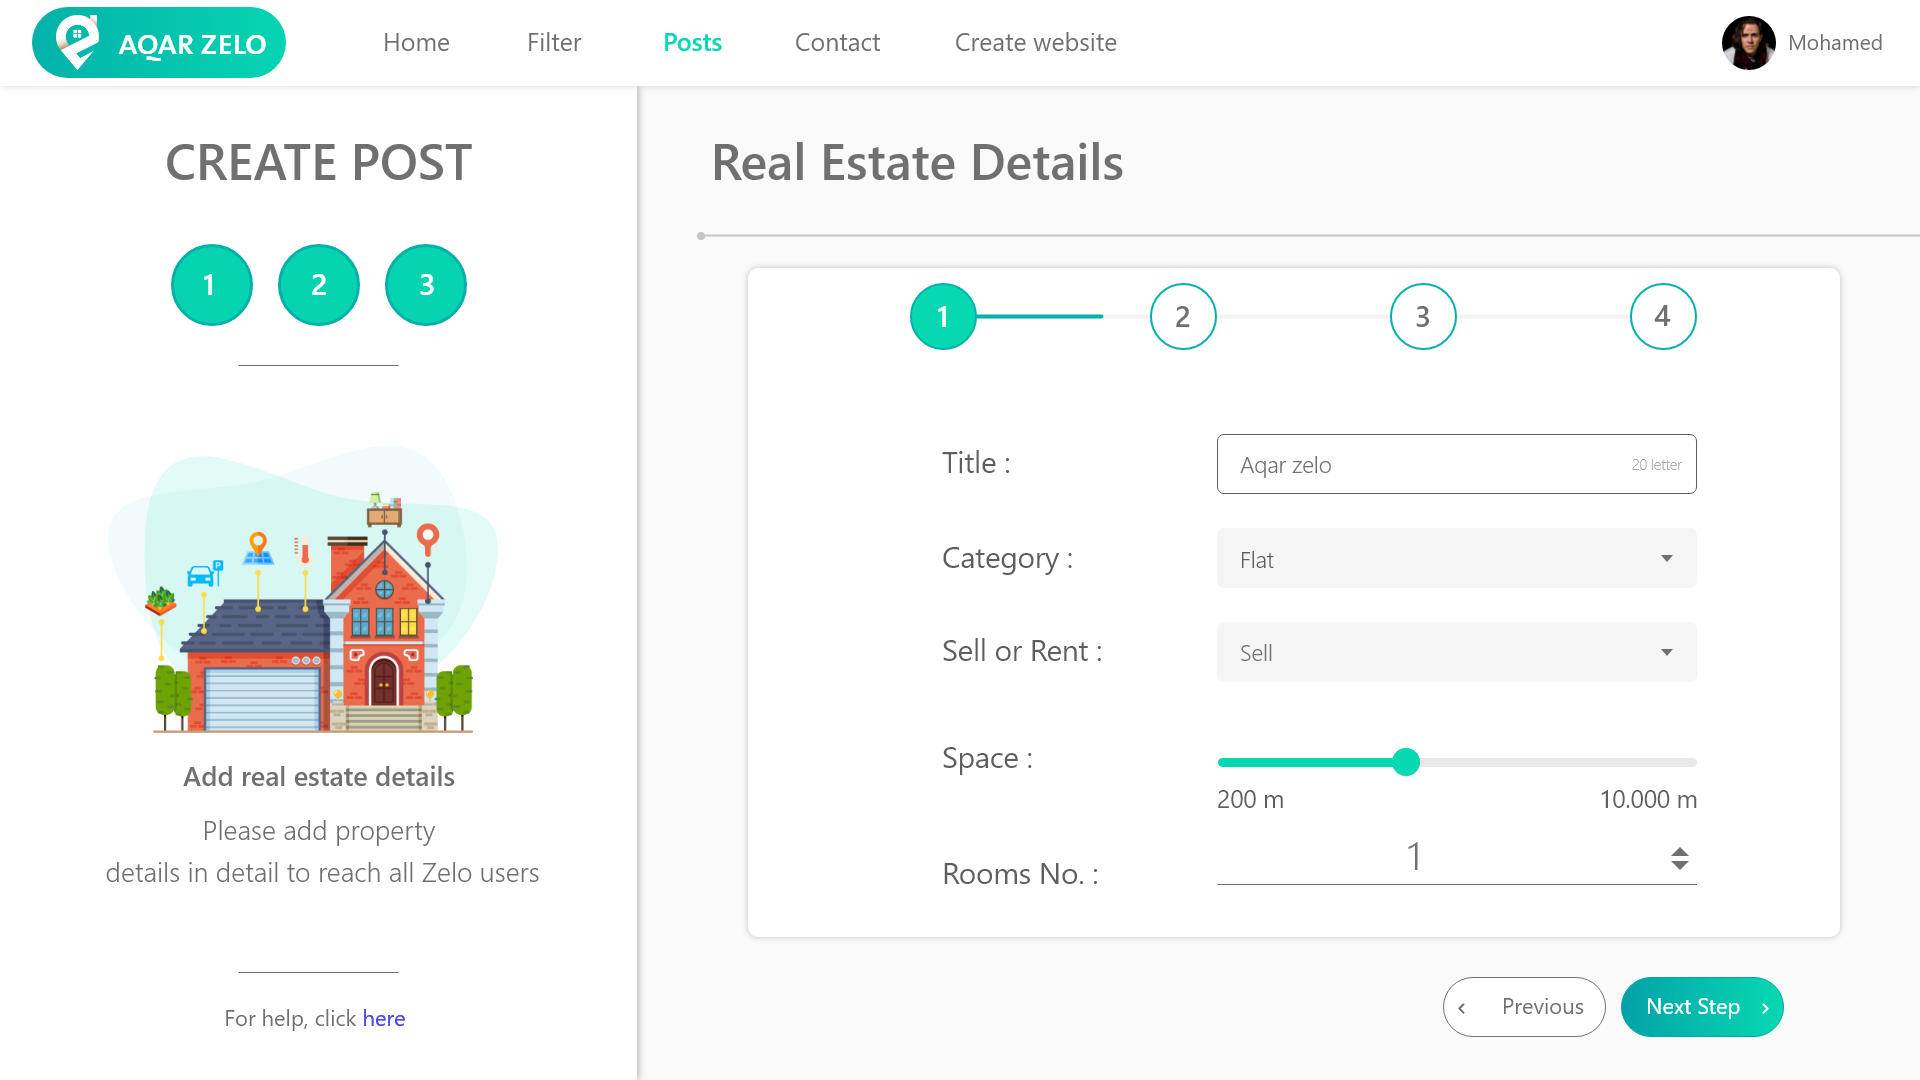 AQAR ZELO
Home
Filter
Posts
Contact
Create website
Mohamed
CREATE POST
1
2
3
Add real estate details
Please add property
details in detail to reach all Zelo users
For help, click here
Real Estate Details
1
2
3
4
Title :
Aqar zelo
20 letter
Category :
Flat
Sell or Rent :
Sell
Space :
200 m
10.000 m
Rooms No. :
1
Previous
Next Step